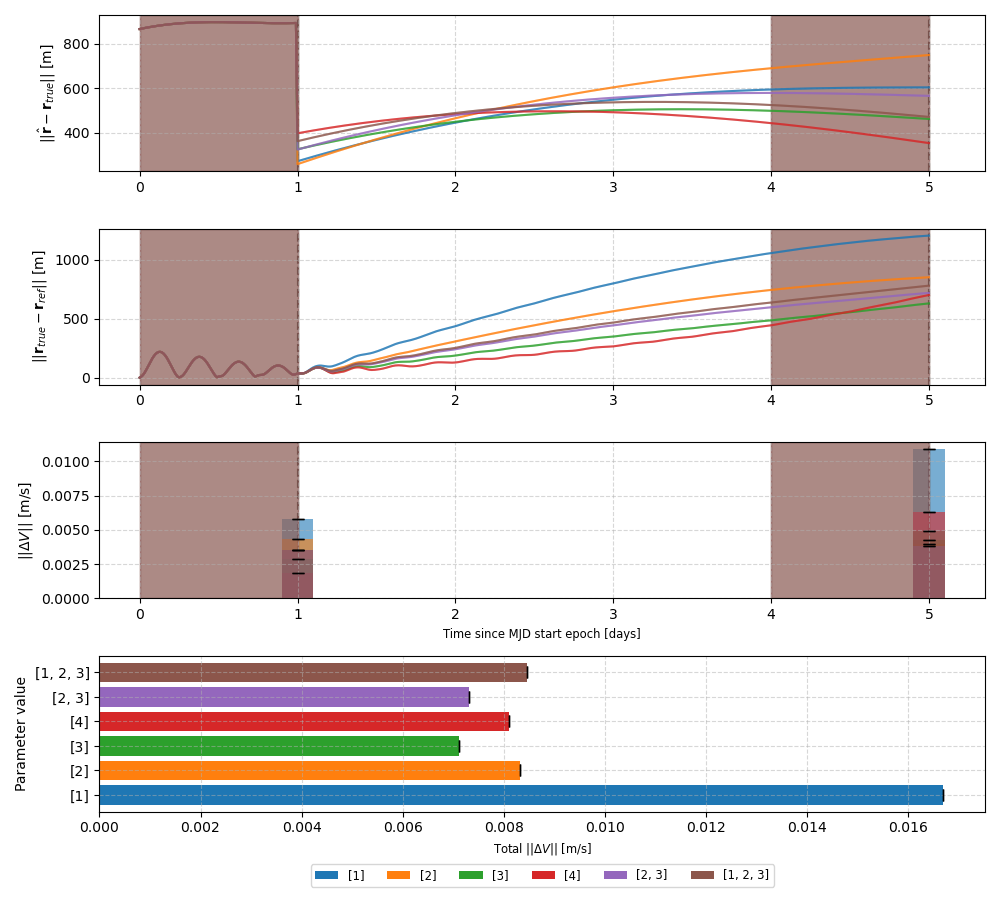 ||r̂ − r_true|| [m]
800
600
400
0 1 2 3 4 5
||r_true − r_ref|| [m]
1000
500
0
0 1 2 3 4 5
||ΔV|| [m/s]
0.0100
0.0075
0.0050
0.0025
0.0000
0 1 2 3 4 5
Time since MJD start epoch [days]
Parameter value
[1, 2, 3]
[2, 3]
[4]
[3]
[2]
[1]
0.000 0.002 0.004 0.006 0.008 0.010 0.012 0.014 0.016
Total ||ΔV|| [m/s]
[1] [2] [3] [4] [2, 3] [1, 2, 3]